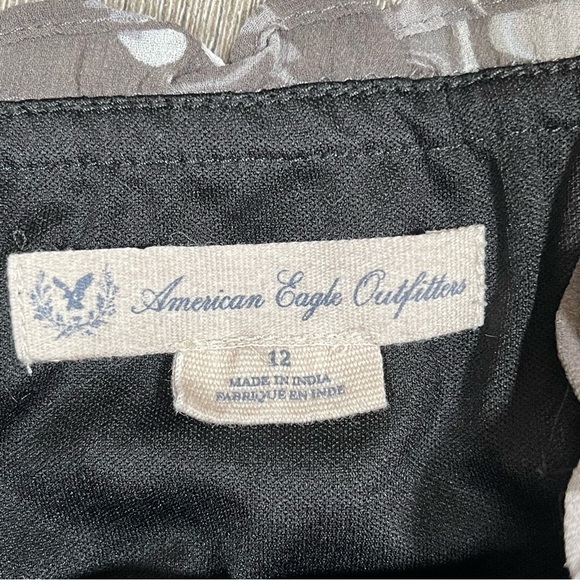 American Eagle Outfitters
12
MADE IN INDIA
FABRIQUE EN INDE